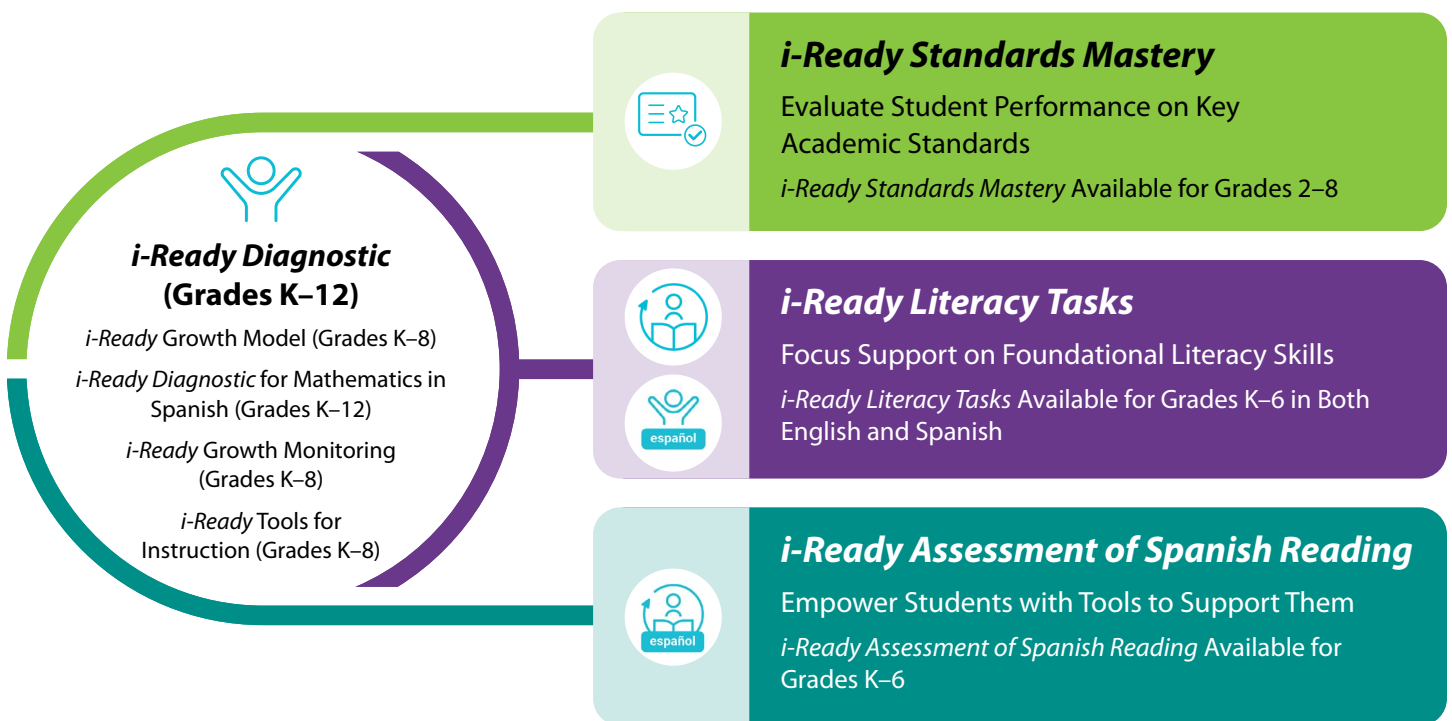 i-Ready Diagnostic
(Grades K–12)
i-Ready Growth Model (Grades K–8)
i-Ready Diagnostic for Mathematics in
Spanish (Grades K–12)
i-Ready Growth Monitoring
(Grades K–8)
i-Ready Tools for
Instruction (Grades K–8)
i-Ready Standards Mastery
Evaluate Student Performance on Key
Academic Standards
i-Ready Standards Mastery Available for Grades 2–8
español
i-Ready Literacy Tasks
Focus Support on Foundational Literacy Skills
i-Ready Literacy Tasks Available for Grades K–6 in Both
English and Spanish
español
i-Ready Assessment of Spanish Reading
Empower Students with Tools to Support Them
i-Ready Assessment of Spanish Reading Available for
Grades K–6